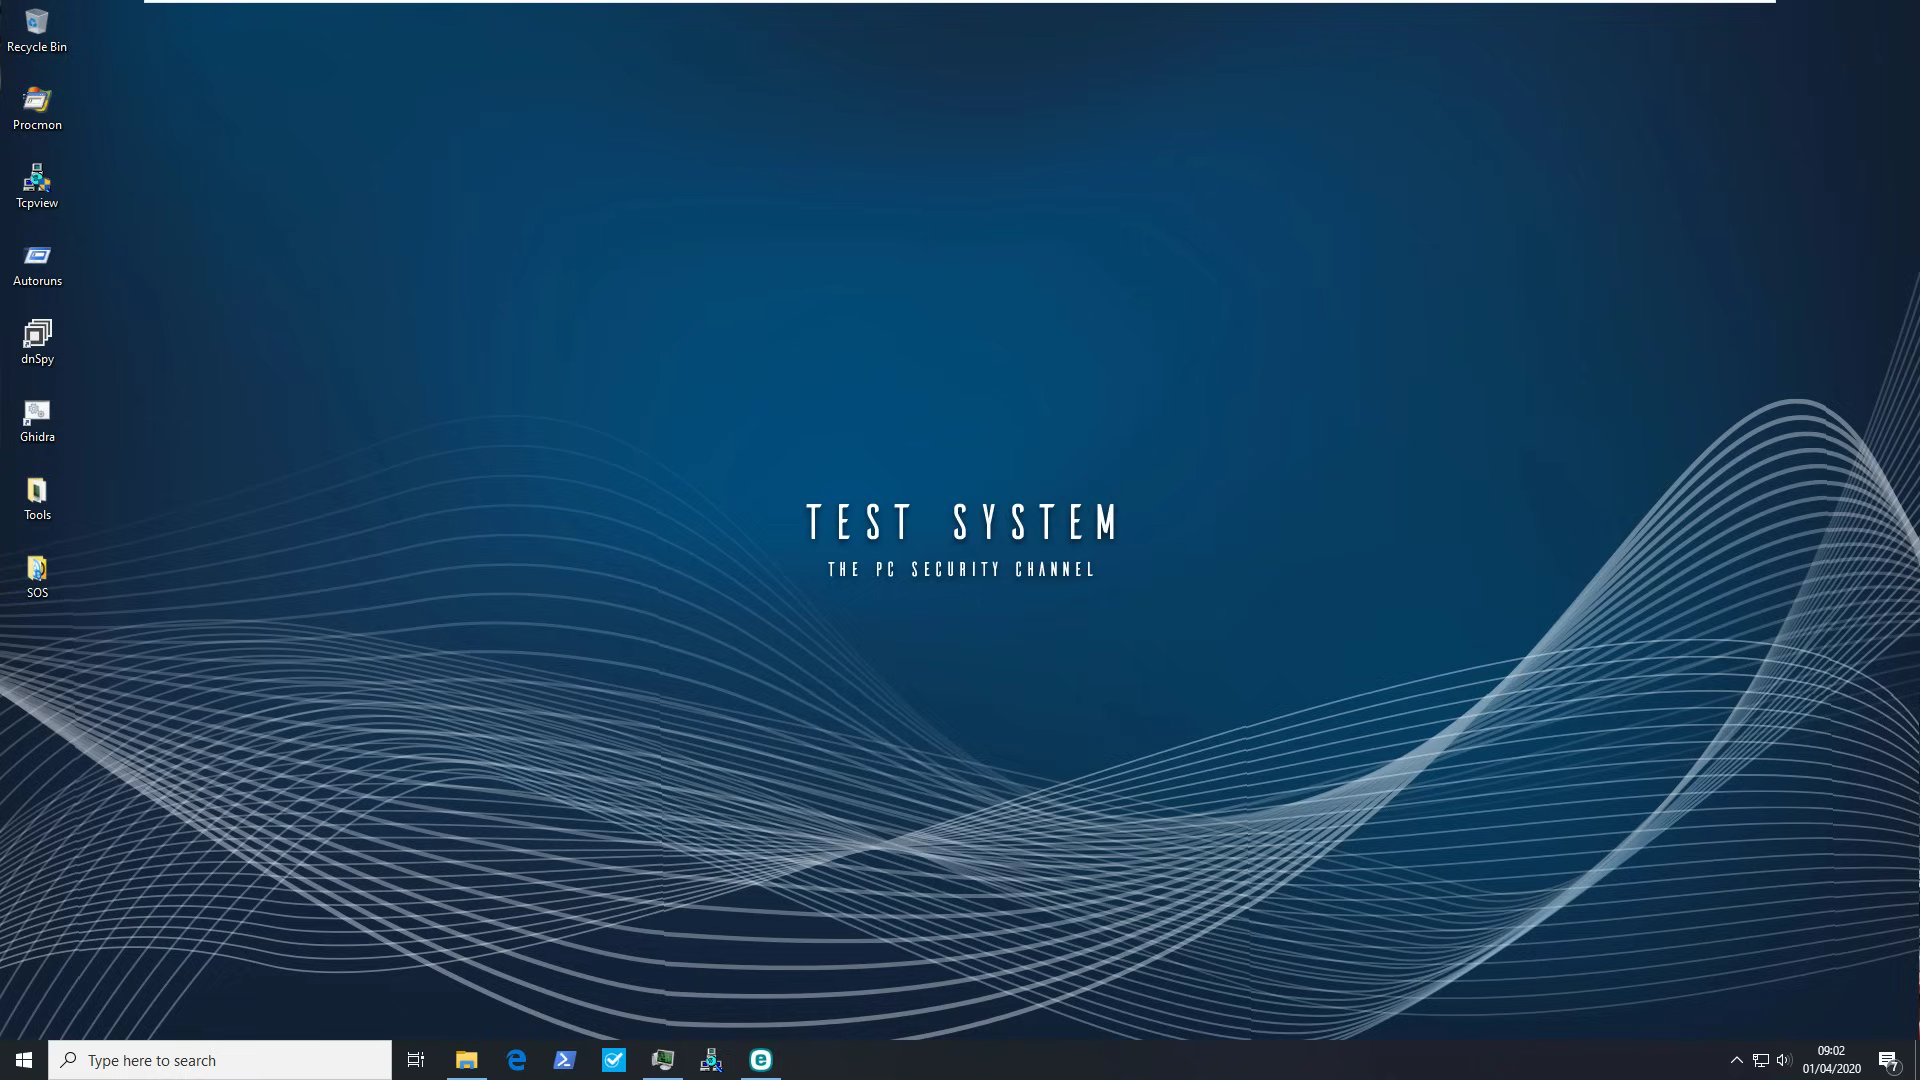 Recycle Bin
Procmon
Tcpview
Autoruns
dnSpy
Ghidra
Tools
SOS
TEST SYSTEM
THE PC SECURITY CHANNEL
Type here to search
09:02
01/04/2020
7